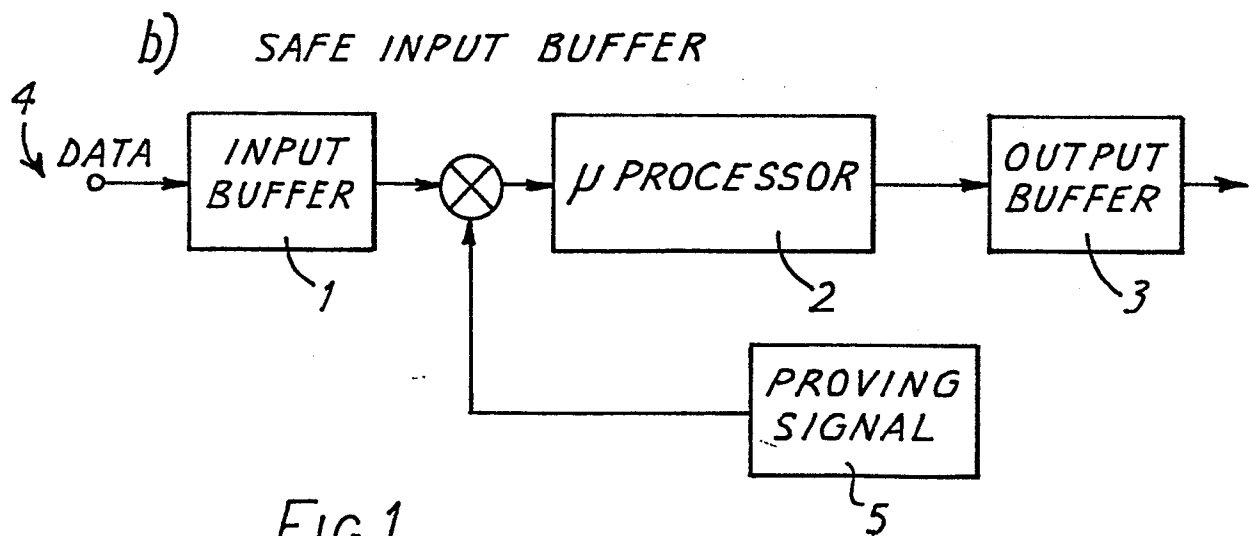 b) SAFE INPUT BUFFER
4
DATA
INPUT
BUFFER
μ PROCESSOR
OUTPUT
BUFFER
1
2
3
PROVING
SIGNAL
5
FIG.1